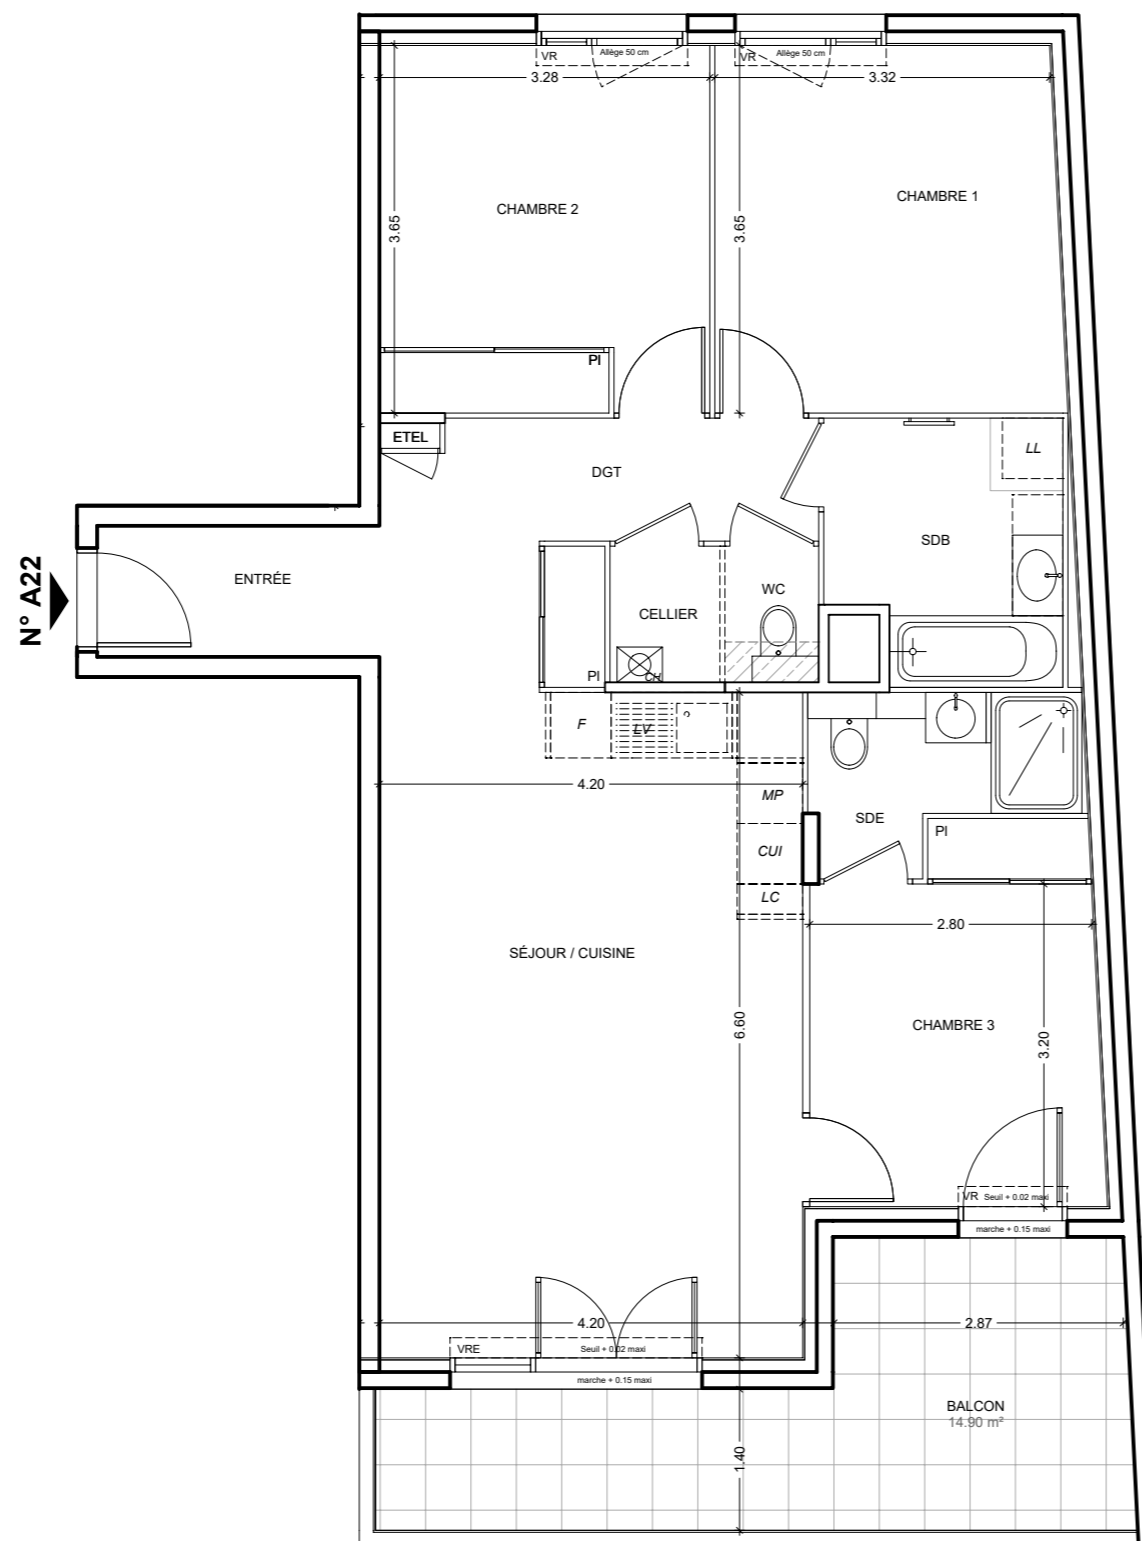 VR
Allège 50 cm
VR
Allège 50 cm
3.28
3.32
CHAMBRE 2
CHAMBRE 1
3.65
3.65
PI
ETEL
DGT
LL
SDB
N° A22
ENTRÉE
WC
CELLIER
PI
CH
F
LV
4.20
MP
SDE
PI
CUI
LC
2.80
SÉJOUR / CUISINE
6.60
CHAMBRE 3
3.20
VR
Seuil + 0.02 maxi
marche + 0.15 maxi
4.20
2.87
VRE
Seuil + 0.02 maxi
marche + 0.15 maxi
BALCON
14.90 m²
1.40